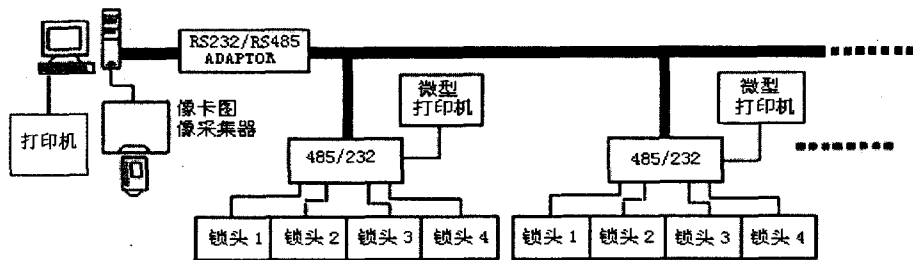 RS232/RS485
ADAPTOR
打印机
像卡图
像采集器
微型
打印机
485/232
锁头1
锁头2
锁头3
锁头4
微型
打印机
485/232
锁头1
锁头2
锁头3
锁头4